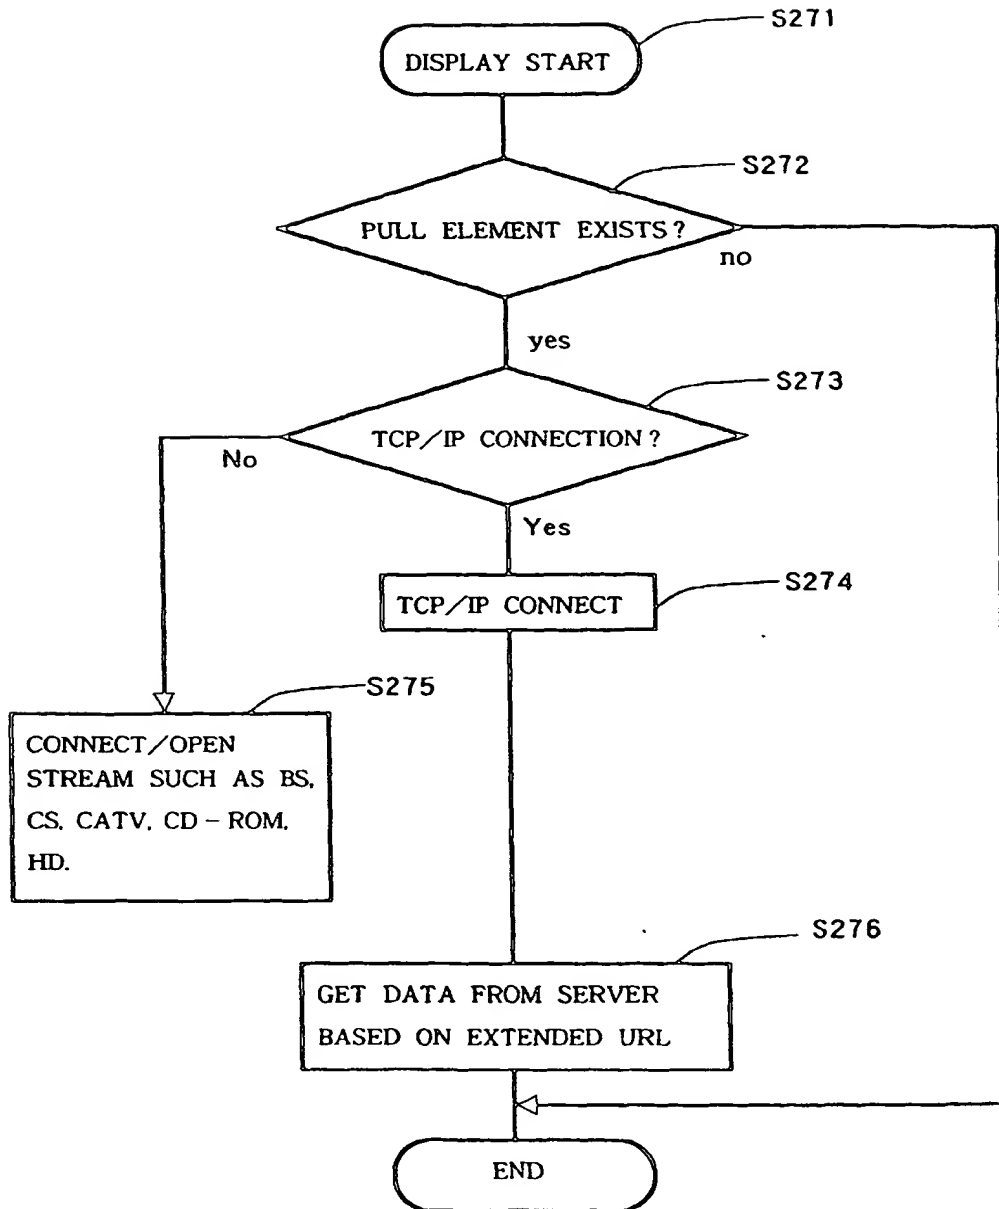 S271
DISPLAY START
S272
PULL ELEMENT EXISTS?
no
yes
S273
TCP/IP CONNECTION?
No
Yes
S274
TCP/IP CONNECT
S275
CONNECT/OPEN
STREAM SUCH AS BS,
CS, CATV, CD-ROM,
HD.
S276
GET DATA FROM SERVER
BASED ON EXTENDED URL
END